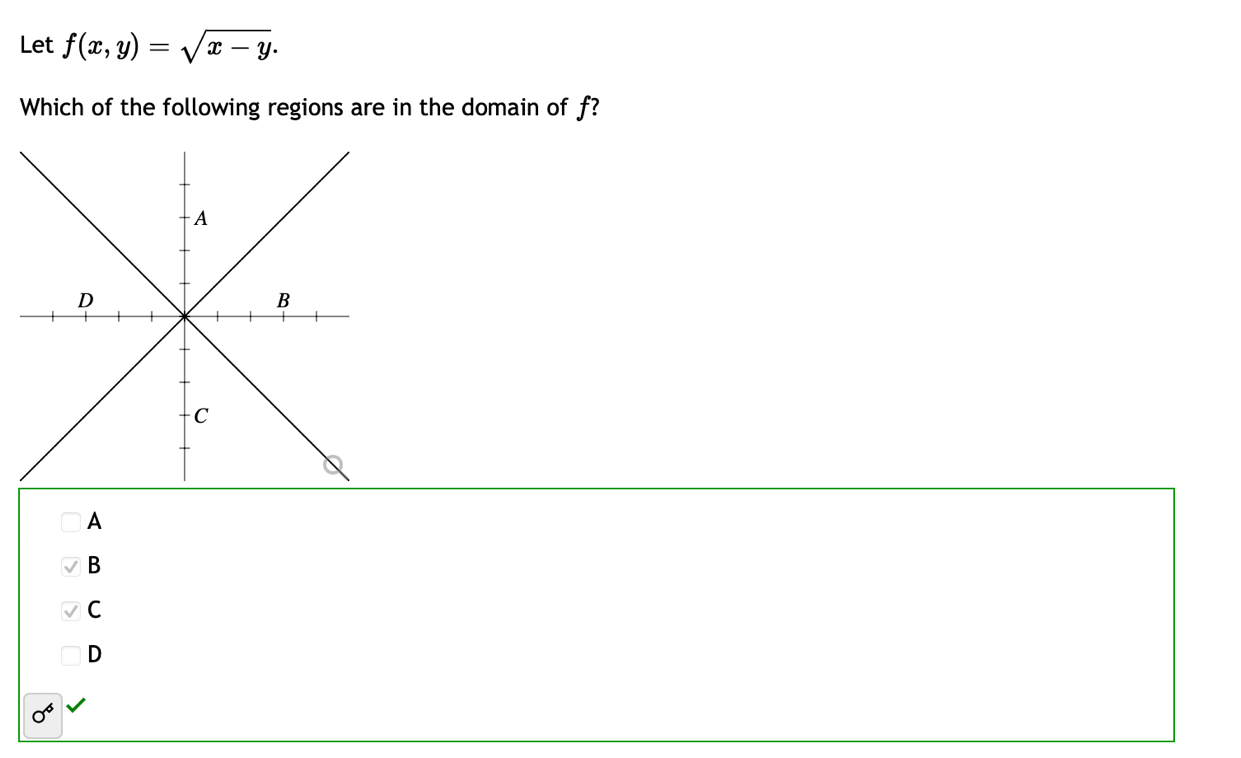 Let f(x, y) = √x − y.
Which of the following regions are in the domain of f?
A
D
B
C
A
B
C
D